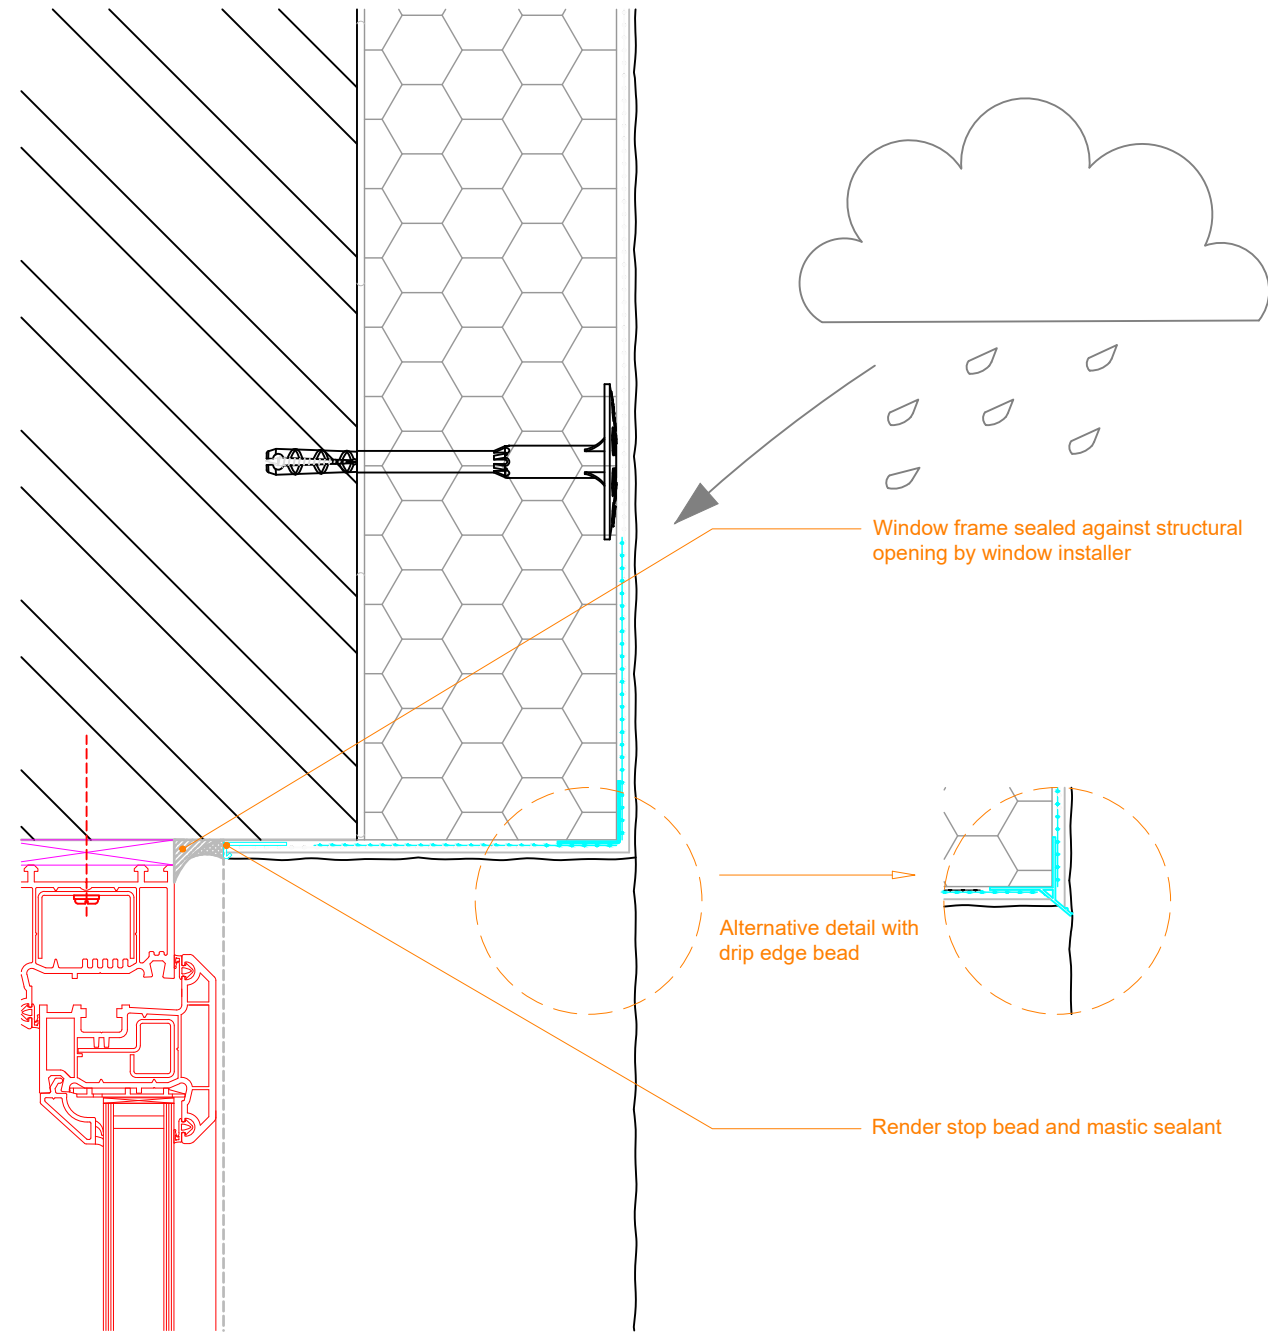 Window frame sealed against structural
opening by window installer
Alternative detail with
drip edge bead
Render stop bead and mastic sealant